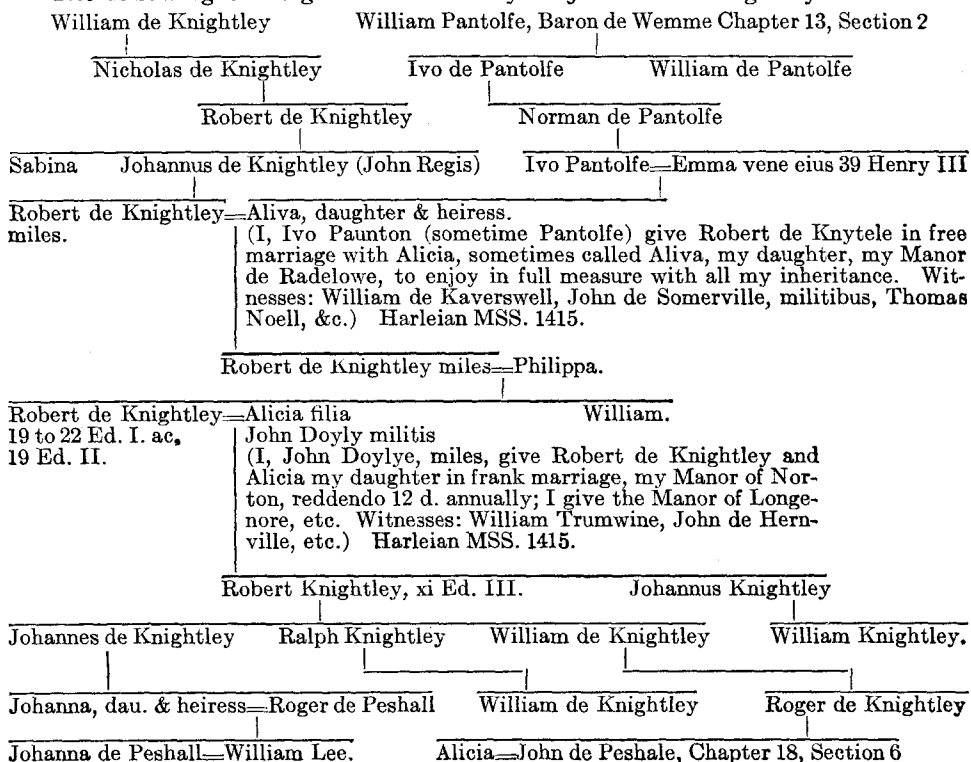 William de Knightley William Pantolfe, Baron de Wemme Chapter 13, Section 2
Nicholas de Knightley Ivo de Pantolfe William de Pantolfe
Robert de Knightley Norman de Pantolfe
Sabina Johannus de Knightley (John Regis) Ivo Pantolfe=Emma vene eius 39 Henry III
Robert de Knightley=Aliva, daughter & heiress.
miles. (I, Ivo Paunton (sometime Pantolfe) give Robert de Knytele in free
marriage with Alicia, sometimes called Aliva, my daughter, my Manor
de Radelowe, to enjoy in full measure with all my inheritance. Wit-
nesses: William de Kaverswell, John de Somerville, militibus, Thomas
Noell, &c.) Harleian MSS. 1415.
Robert de Knightley miles=Philippa.
Robert de Knightley=Alicia filia William.
19 to 22 Ed. I. ac, John Doyly militis
19 Ed. II. (I, John Doylye, miles, give Robert de Knightley and
Alicia my daughter in frank marriage, my Manor of Nor-
ton, reddendo 12 d. annually; I give the Manor of Longe-
nore, etc. Witnesses: William Trumwine, John de Hern-
ville, etc.) Harleian MSS. 1415.
Robert Knightley, xi Ed. III. Johannus Knightley
Johannes de Knightley Ralph Knightley William de Knightley William Knightley.
Johanna, dau. & heiress=Roger de Peshall William de Knightley Roger de Knightley
Johanna de Peshall=William Lee. Alicia=John de Peshale, Chapter 18, Section 6